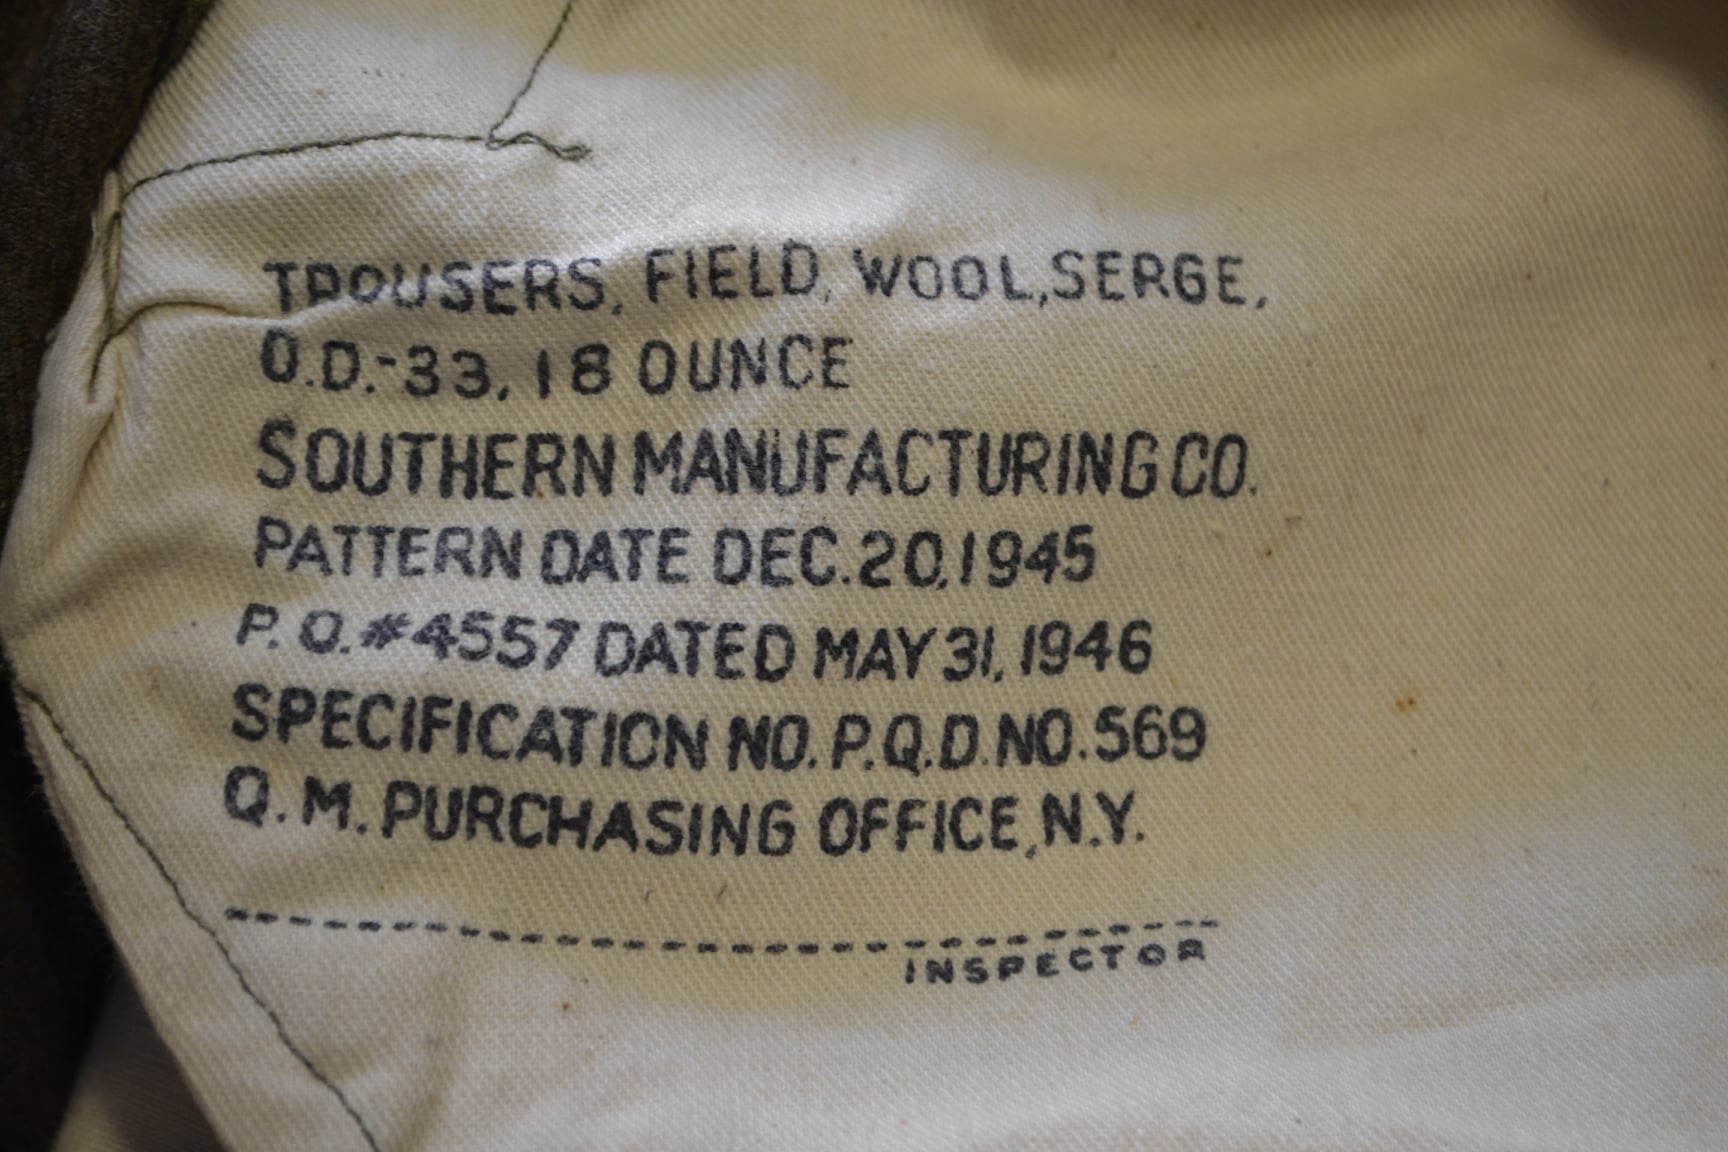 TROUSERS, FIELD, WOOL, SERGE,
O.D.-33, 18 OUNCE
SOUTHERN MANUFACTURING CO.
PATTERN DATE DEC. 20, 1945
P. O. #4557 DATED MAY 31, 1946
SPECIFICATION NO. P.Q.D. NO. 569
Q. M. PURCHASING OFFICE, N.Y.
INSPECTOR